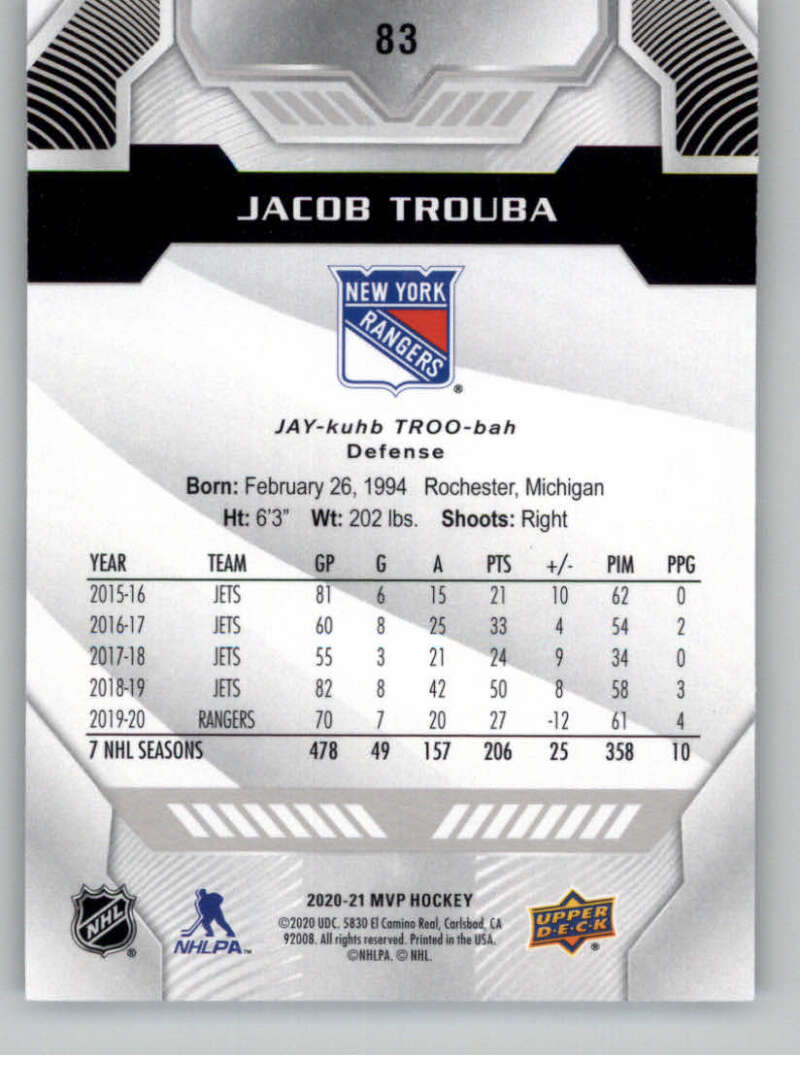 83
JACOB TROUBA
NEW YORK
RANGERS
®
JAY-kuhb TROO-bah
Defense
Born: February 26, 1994 Rochester, Michigan
Ht: 6'3" Wt: 202 lbs. Shoots: Right
YEAR TEAM GP G A PTS +/- PIM PPG
2015-16 JETS 81 6 15 21 10 62 0
2016-17 JETS 60 8 25 33 4 54 2
2017-18 JETS 55 3 21 24 9 34 0
2018-19 JETS 82 8 42 50 8 58 3
2019-20 RANGERS 70 7 20 27 -12 61 4
7 NHL SEASONS 478 49 157 206 25 358 10
NHL ®
NHLPA™
2020-21 MVP HOCKEY
©2020 UDC. 5830 El Camino Real, Carlsbad, CA
92008. All rights reserved. Printed in the USA.
©NHLPA. © NHL.
UPPER
D·E·C·K
®